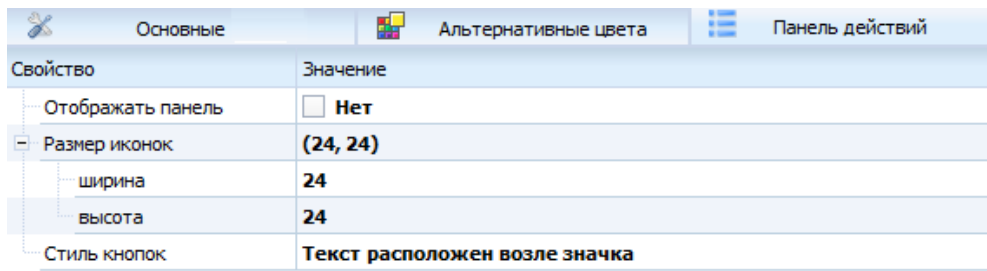 Основные Альтернативные цвета Панель действий
Свойство Значение
Отображать панель Нет
Размер иконок (24, 24)
ширина 24
высота 24
Стиль кнопок Текст расположен возле значка